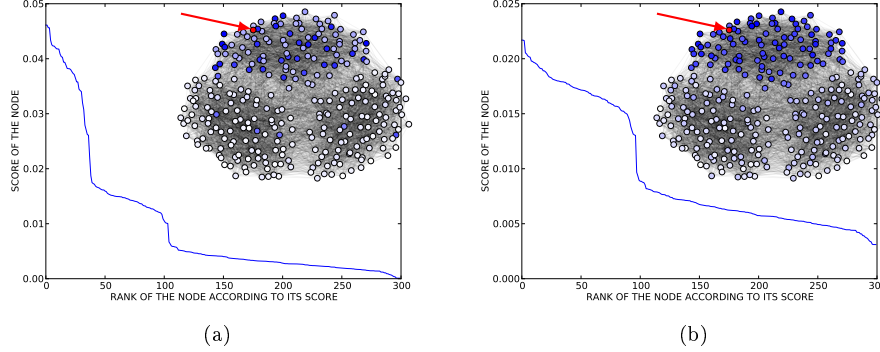 0.05
0.04
0.03
0.02
0.01
0.00
SCORE OF THE NODE
0 50 100 150 200 250 300
RANK OF THE NODE ACCORDING TO ITS SCORE
(a)
0.025
0.020
0.015
0.010
0.005
0.000
SCORE OF THE NODE
0 50 100 150 200 250 300
RANK OF THE NODE ACCORDING TO ITS SCORE
(b)